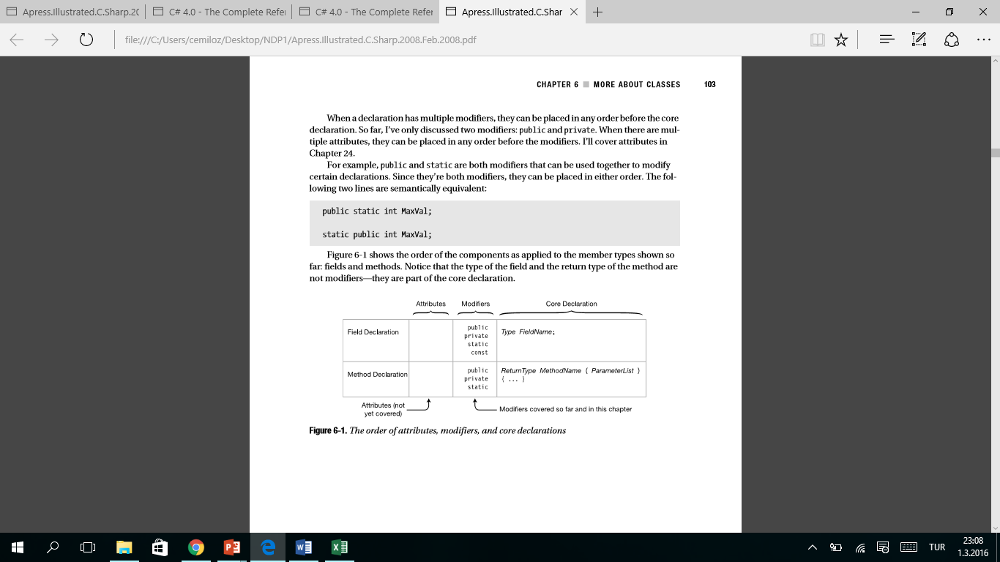 Apress.Illustrated.C.Sharp.20
C# 4.0 - The Complete Refer
C# 4.0 - The Complete Refer
Apress.Illustrated.C.Shar
file:///C:/Users/cemiloz/Desktop/NDP1/Apress.Illustrated.C.Sharp.2008.Feb.2008.pdf
CHAPTER 6 ■ MORE ABOUT CLASSES 103
When a declaration has multiple modifiers, they can be placed in any order before the core
declaration. So far, I've only discussed two modifiers: public and private. When there are mul-
tiple attributes, they can be placed in any order before the modifiers. I'll cover attributes in
Chapter 24.
For example, public and static are both modifiers that can be used together to modify
certain declarations. Since they're both modifiers, they can be placed in either order. The fol-
lowing two lines are semantically equivalent:
public static int MaxVal;
static public int MaxVal;
Figure 6-1 shows the order of the components as applied to the member types shown so
far: fields and methods. Notice that the type of the field and the return type of the method are
not modifiers—they are part of the core declaration.
Attributes Modifiers Core Declaration
Field Declaration
public
private
static
const
Type FieldName;
Method Declaration
public
private
static
ReturnType MethodName ( ParameterList )
{ ... }
Attributes (not
yet covered)
Modifiers covered so far and in this chapter
Figure 6-1. The order of attributes, modifiers, and core declarations
TUR
23:08
1.3.2016